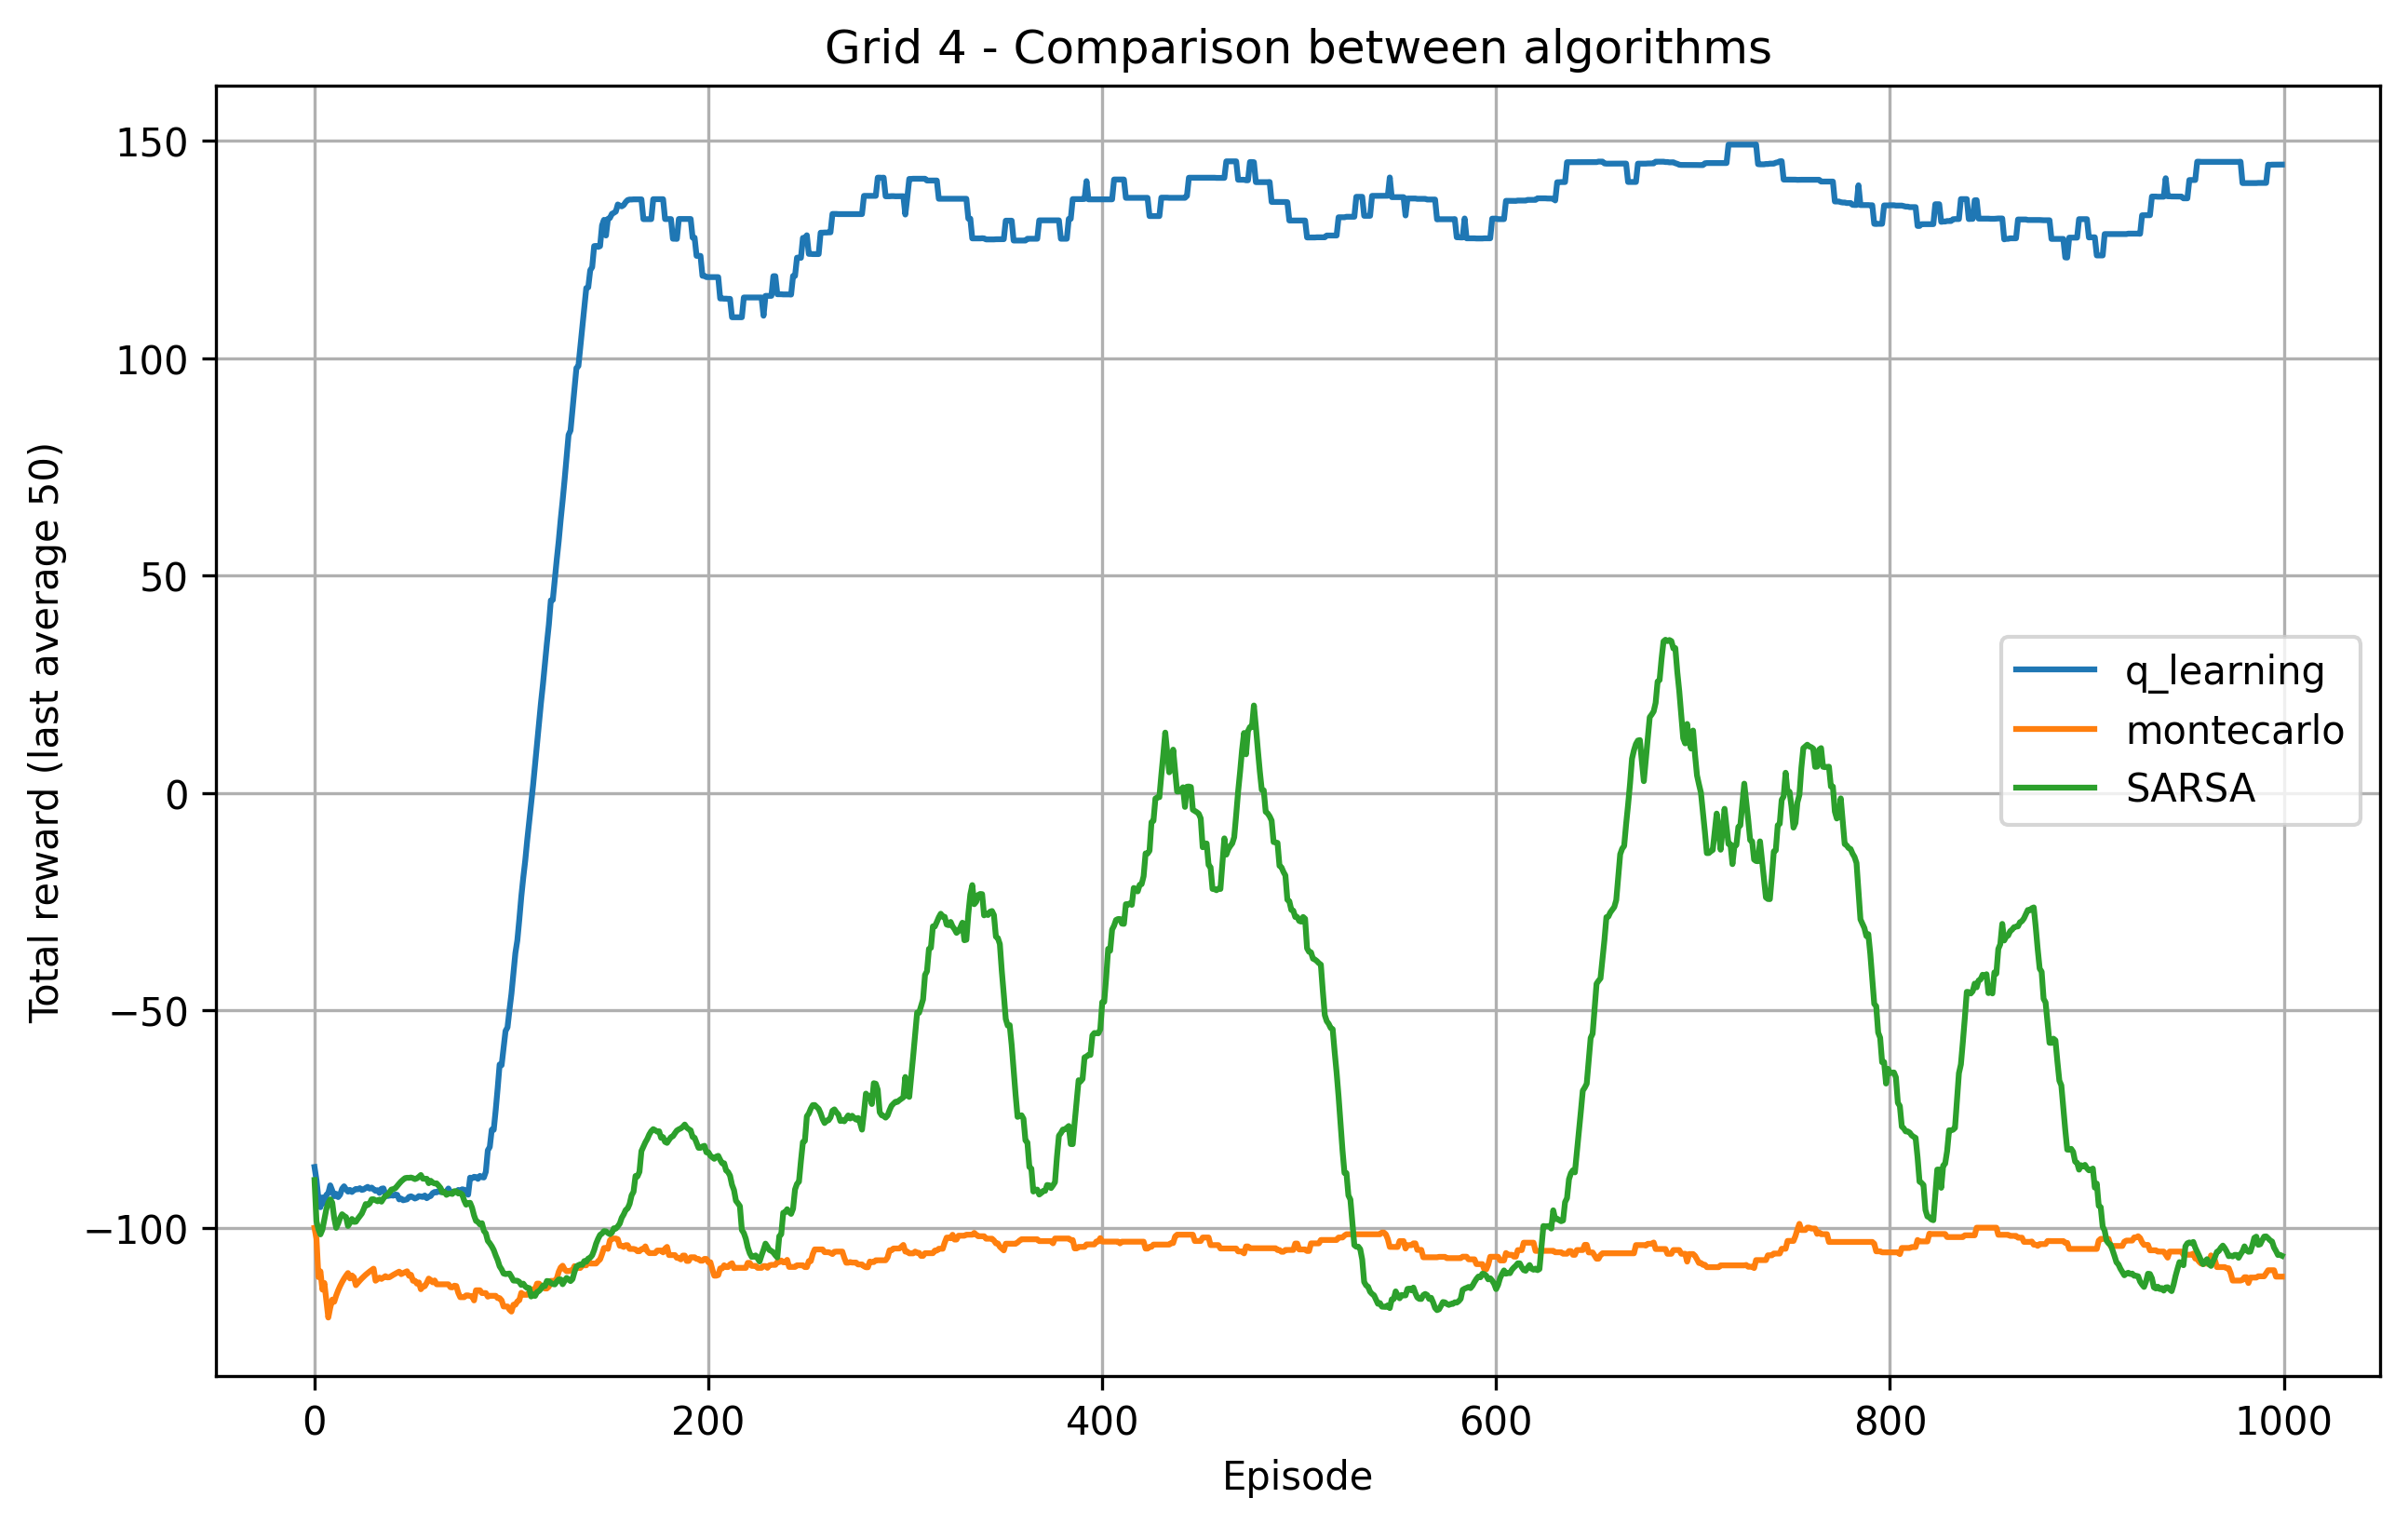 Grid 4 - Comparison between algorithms
Total reward (last average 50)
150
100
50
0
−50
−100
q_learning
montecarlo
SARSA
0
200
400
600
800
1000
Episode